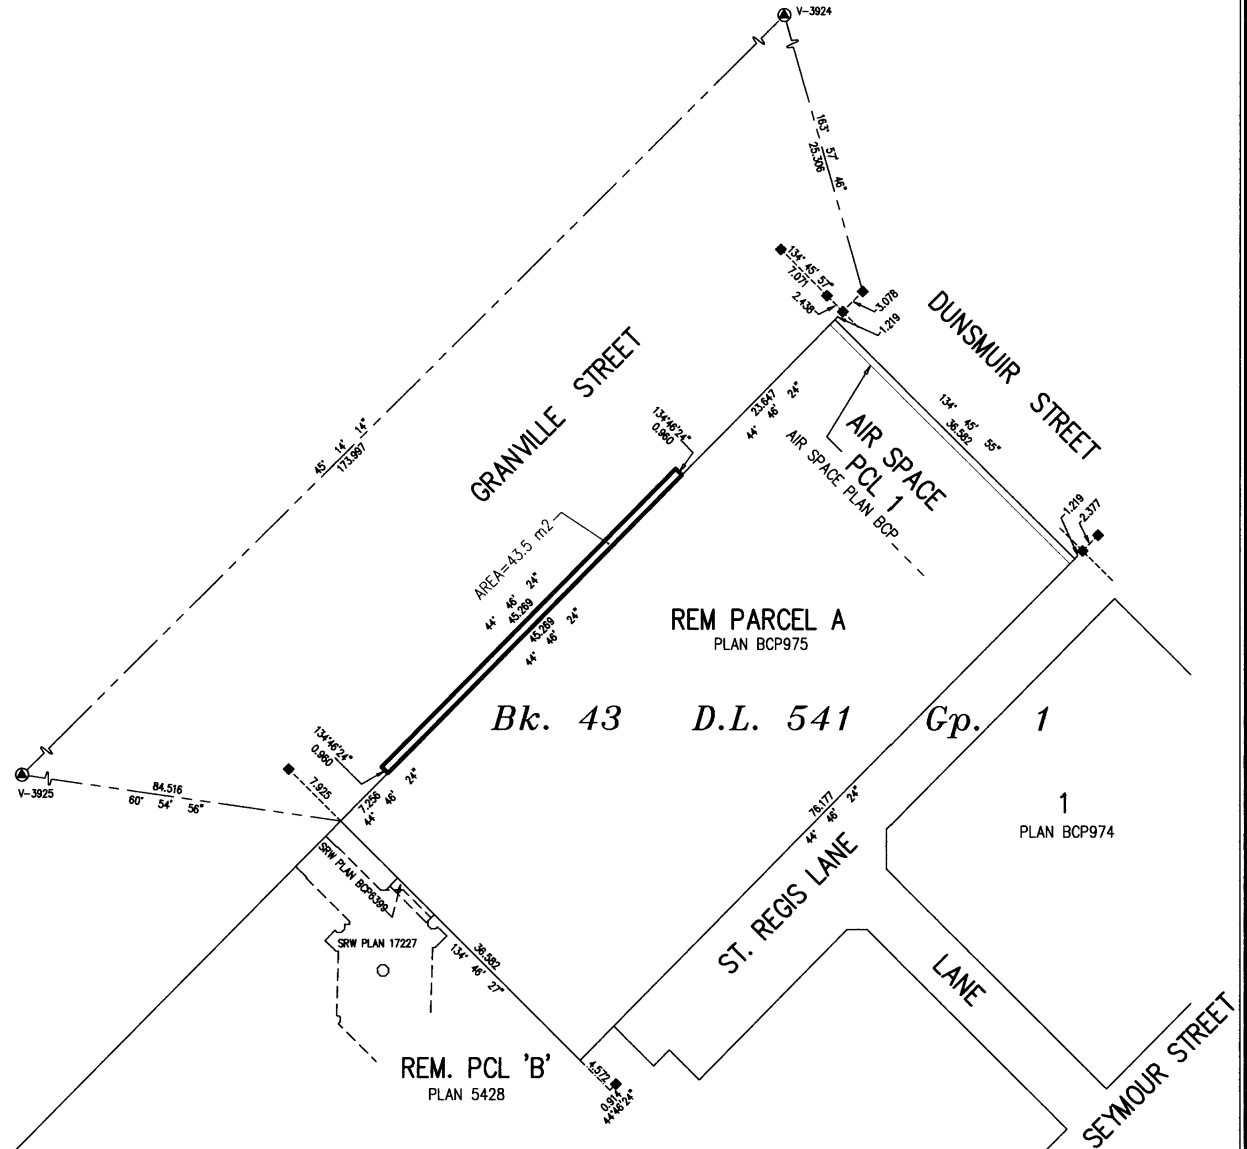 V-3924
163° 57' 46"
25.306
134° 45' 57"
7.071
2.438
3.078
1.219
DUNSMUIR STREET
134° 45' 55"
36.582
GRANVILLE STREET
45° 14' 14"
173.997
134°46'24"
0.960
23.647
44° 46' 24"
AIR SPACE
PCL 1
AIR SPACE PLAN BCP
1.219
2.377
AREA=43.5 m2
44° 46' 24"
45.269
45.269
44° 46' 24"
REM PARCEL A
PLAN BCP975
Bk. 43 D.L. 541 Gp. 1
134°46'24"
0.960
7.925
V-3925
84.516
60° 54' 56"
7.256
44° 46' 24"
76.177
44° 46' 24"
1
PLAN BCP974
SRW PLAN BCP6399
SRW PLAN 17227
36.582
134° 46' 27"
ST. REGIS LANE
LANE
SEYMOUR STREET
REM. PCL 'B'
PLAN 5428
4.572
0.914
44°46'24"